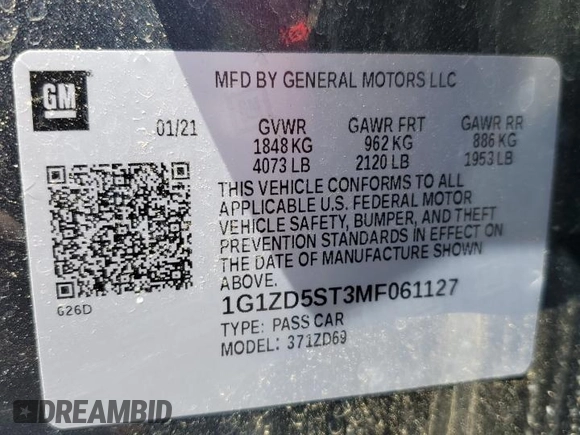 GM
MFD BY GENERAL MOTORS LLC
01/21 GVWR GAWR FRT GAWR RR
1848 KG 962 KG 886 KG
4073 LB 2120 LB 1953 LB
THIS VEHICLE CONFORMS TO ALL
APPLICABLE U.S. FEDERAL MOTOR
VEHICLE SAFETY, BUMPER, AND THEFT
PREVENTION STANDARDS IN EFFECT ON
THE DATE OF MANUFACTURE SHOWN
ABOVE.
1G1ZD5ST3MF061127
G26D
TYPE: PASS CAR
MODEL: 371ZD69
DREAMBID